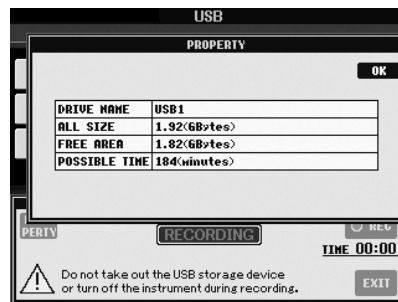 USB
PROPERTY
OK
DRIVE NAME USB1
ALL SIZE 1.92(GBytes)
FREE AREA 1.82(GBytes)
POSSIBLE TIME 184(minutes)
PERTY
RECORDING
REC
TIME 00:00
Do not take out the USB storage device
or turn off the instrument during recording.
EXIT